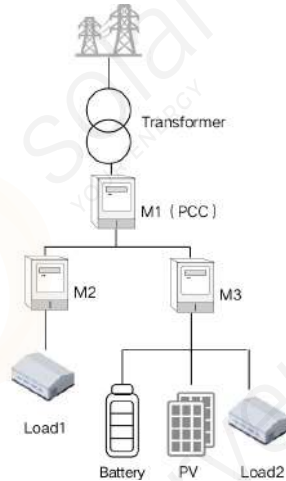 Transformer
M1 ( PCC )
M2
M3
Load1
Battery
PV
Load2